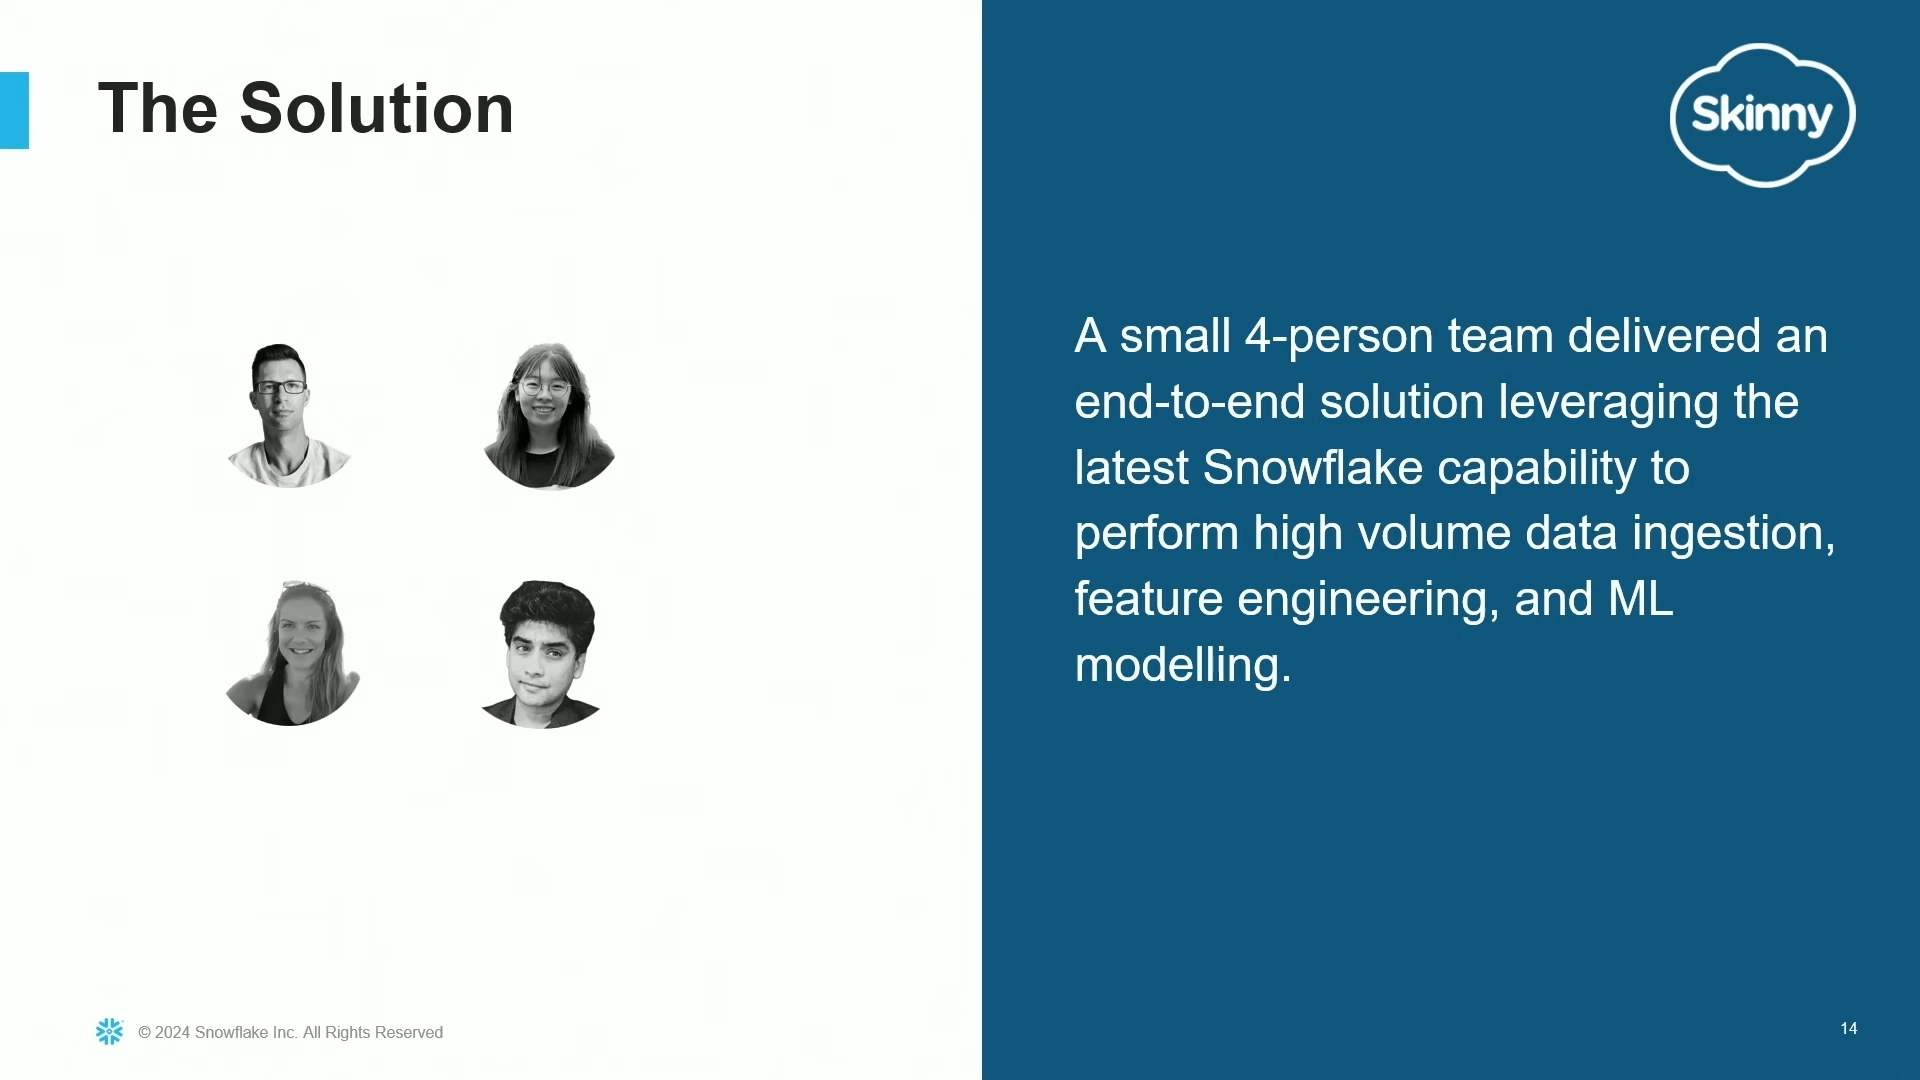 The Solution
Skinny
A small 4-person team delivered an
end-to-end solution leveraging the
latest Snowflake capability to
perform high volume data ingestion,
feature engineering, and ML
modelling.
© 2024 Snowflake Inc. All Rights Reserved
14